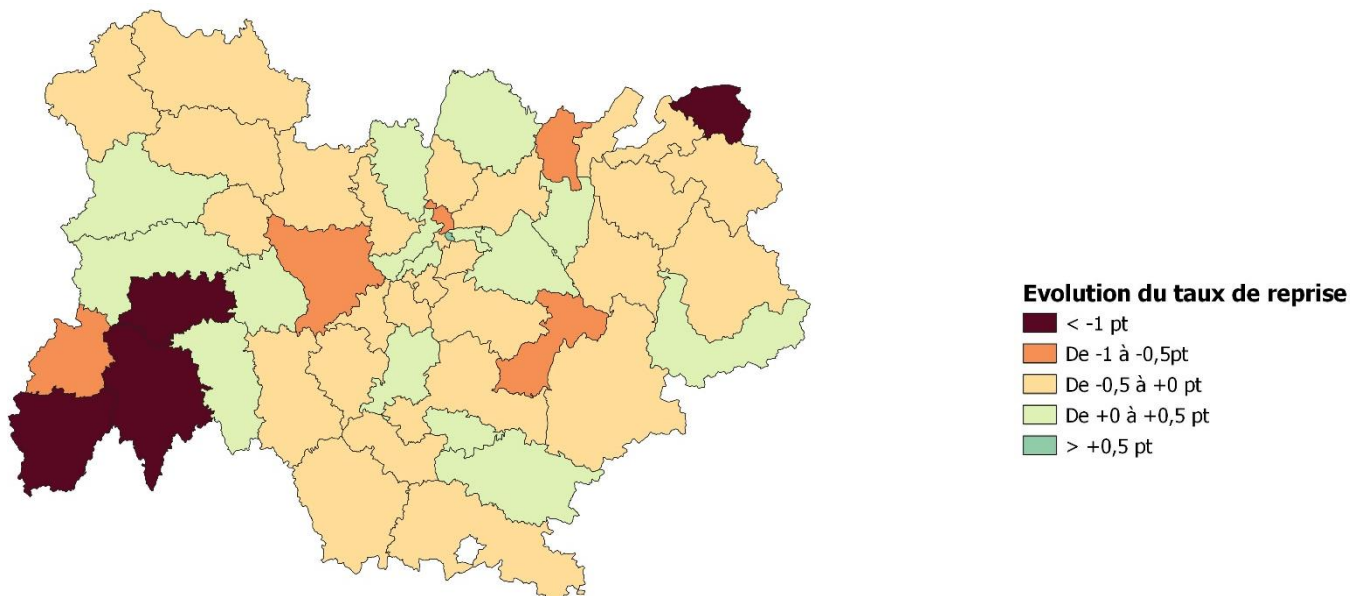 Evolution du taux de reprise
< -1 pt
De -1 à -0,5pt
De -0,5 à +0 pt
De +0 à +0,5 pt
> +0,5 pt